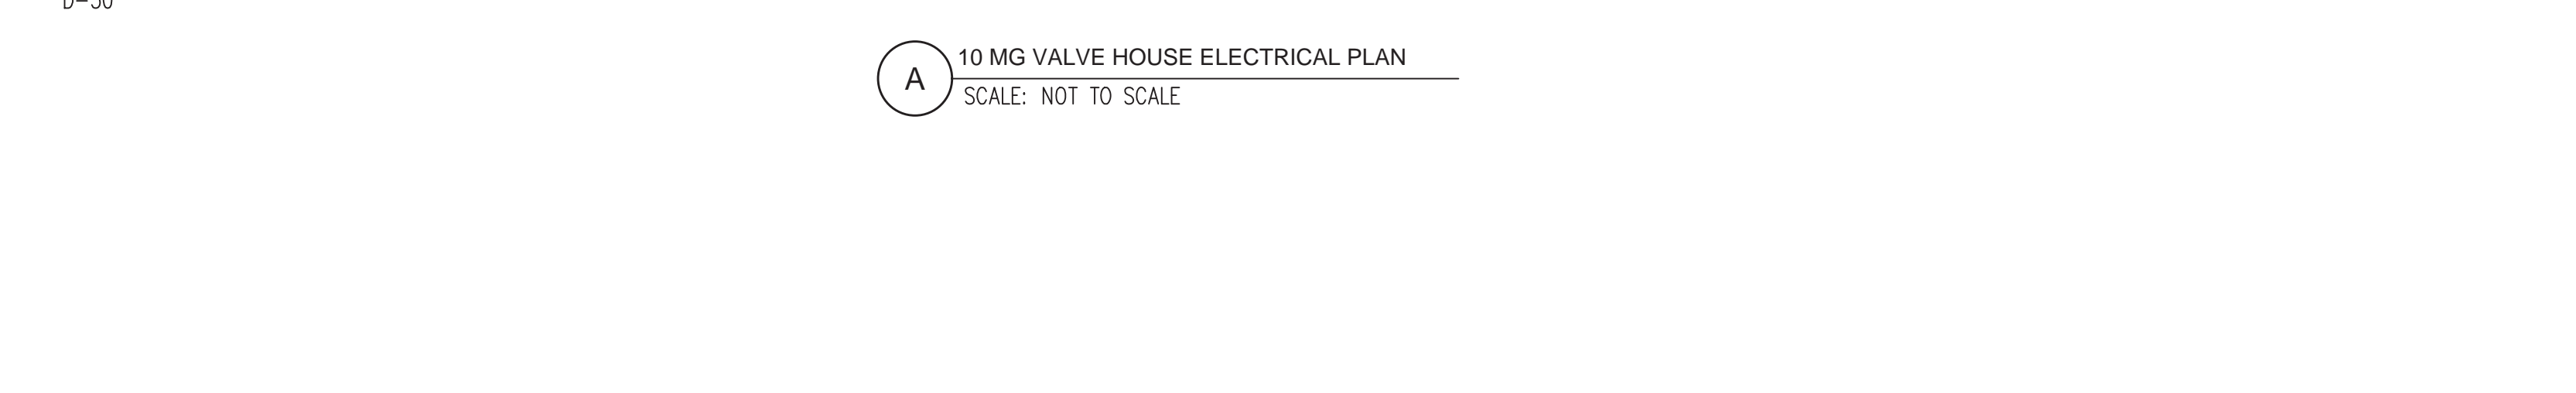 10 MG VALVE HOUSE ELECTRICAL PLAN
A
SCALE: NOT TO SCALE